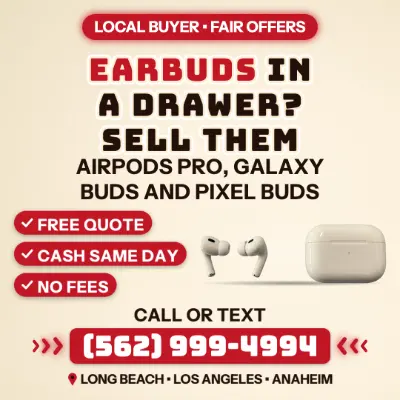 LOCAL BUYER • FAIR OFFERS
EARBUDS IN
A DRAWER?
SELL THEM
AIRPODS PRO, GALAXY
BUDS AND PIXEL BUDS
FREE QUOTE
CASH SAME DAY
NO FEES
CALL OR TEXT
(562) 999-4994
LONG BEACH • LOS ANGELES • ANAHEIM